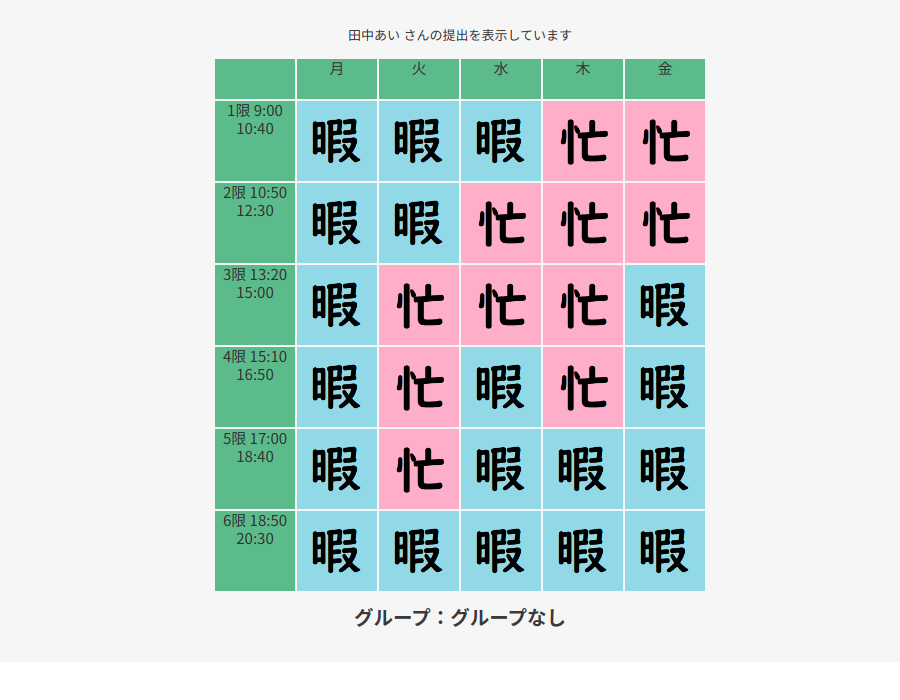 田中あい さんの提出を表示しています
月 火 水 木 金
1限 9:00
10:40
暇 暇 暇 忙 忙
2限 10:50
12:30
暇 暇 忙 忙 忙
3限 13:20
15:00
暇 忙 忙 忙 暇
4限 15:10
16:50
暇 忙 暇 忙 暇
5限 17:00
18:40
暇 忙 暇 暇 暇
6限 18:50
20:30
暇 暇 暇 暇 暇
グループ：グループなし